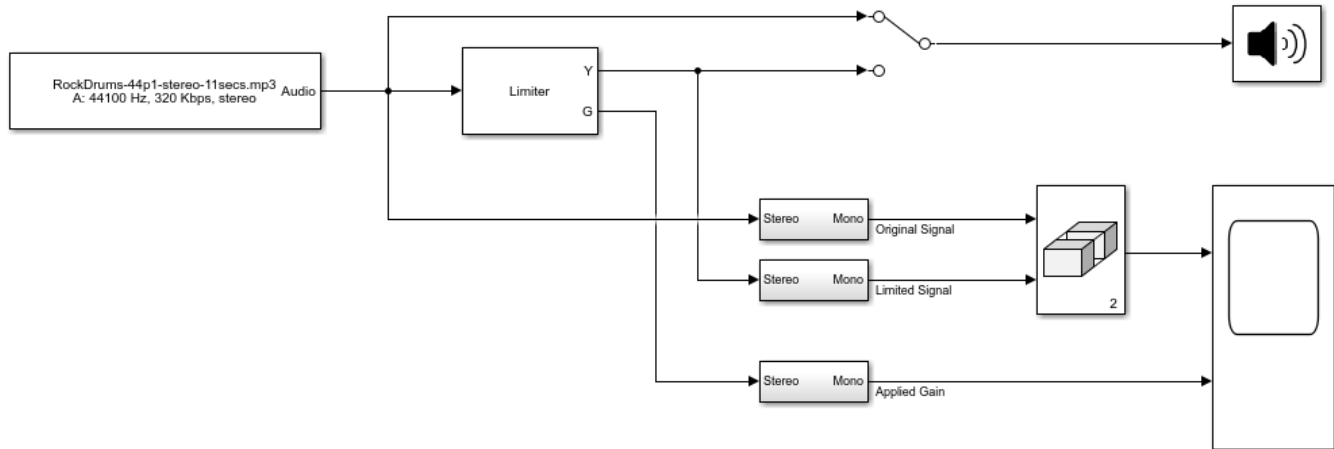 RockDrums-44p1-stereo-11secs.mp3
A: 44100 Hz, 320 Kbps, stereo
Audio
Limiter
Y
G
Stereo
Mono
Original Signal
Stereo
Mono
Limited Signal
2
Stereo
Mono
Applied Gain